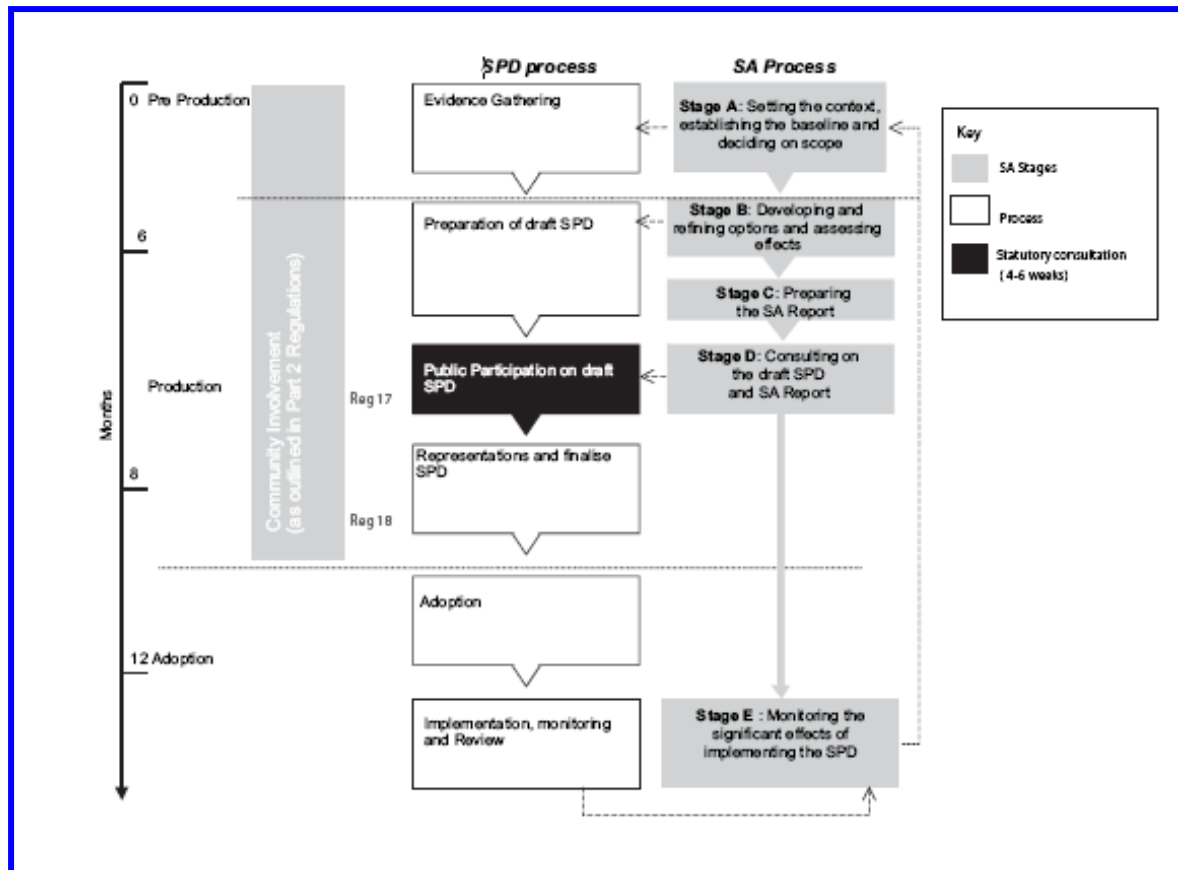 SPD process
SA Process
0 Pre Production
Evidence Gathering
Stage A: Setting the context,
establishing the baseline and
deciding on scope
Key
SA Stages
Process
Statutory consultation
( 4-6 weeks)
6
Preparation of draft SPD
Stage B: Developing and
refining options and assessing
effects
Stage C: Preparing
the SA Report
Months
Production
Community Involvement
(as outlined in Part 2 Regulations)
Reg 17
Public Participation on draft
SPD
Stage D: Consulting on
the draft SPD
and SA Report
8
Representations and finalise
SPD
Reg 18
Adoption
12 Adoption
Implementation, monitoring
and Review
Stage E : Monitoring the
significant effects of
implementing the SPD